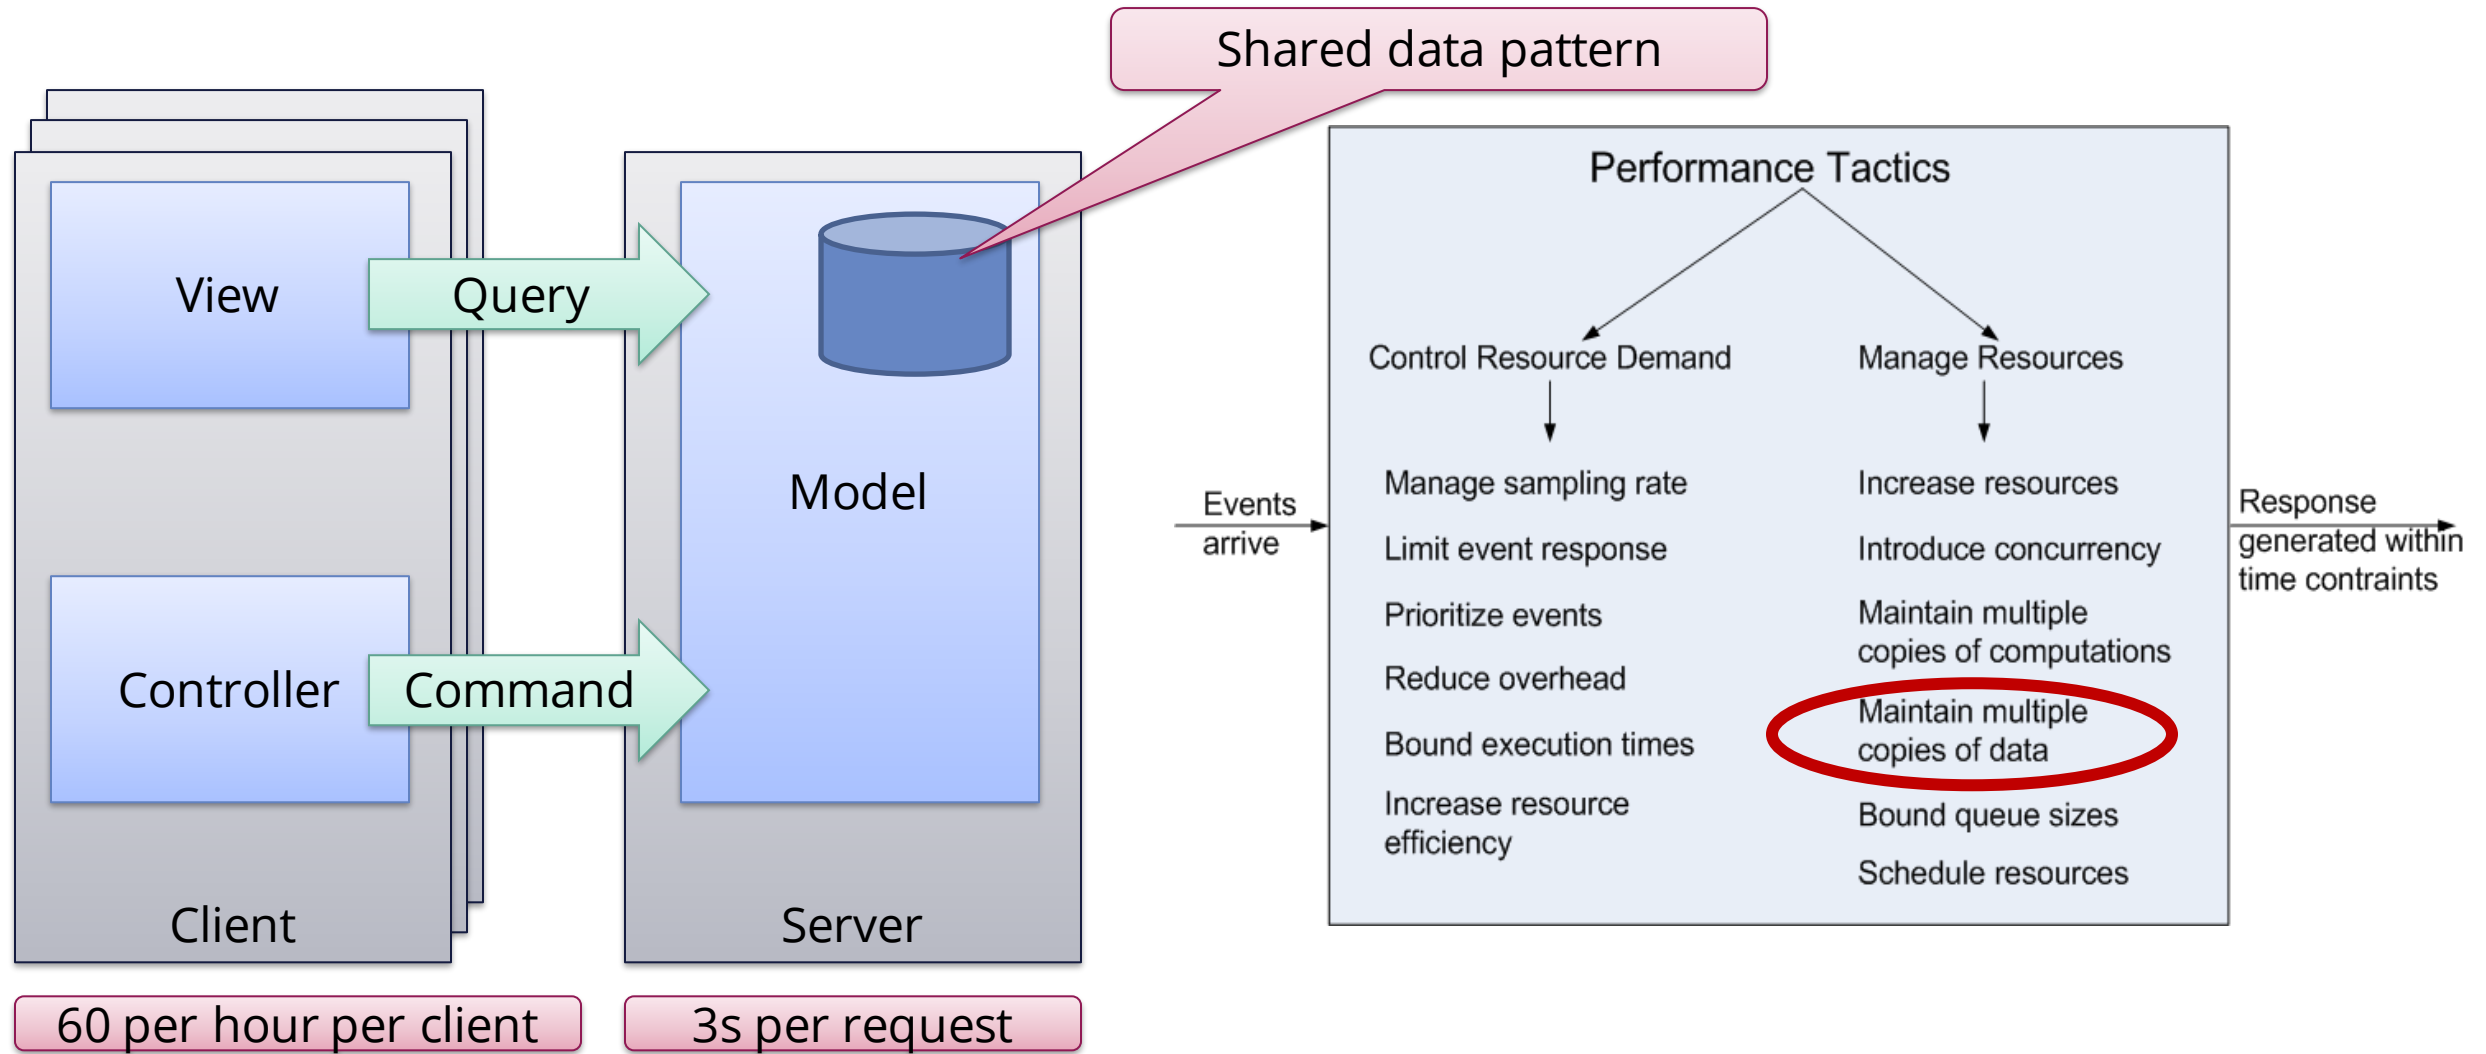 Shared data pattern
View
Query
Model
Controller
Command
Client
Server
60 per hour per client
3s per request
Performance Tactics
Control Resource Demand
Manage sampling rate
Limit event response
Prioritize events
Reduce overhead
Bound execution times
Increase resource
efficiency
Manage Resources
Increase resources
Introduce concurrency
Maintain multiple
copies of computations
Maintain multiple
copies of data
Bound queue sizes
Schedule resources
Events
arrive
Response
generated within
time contraints